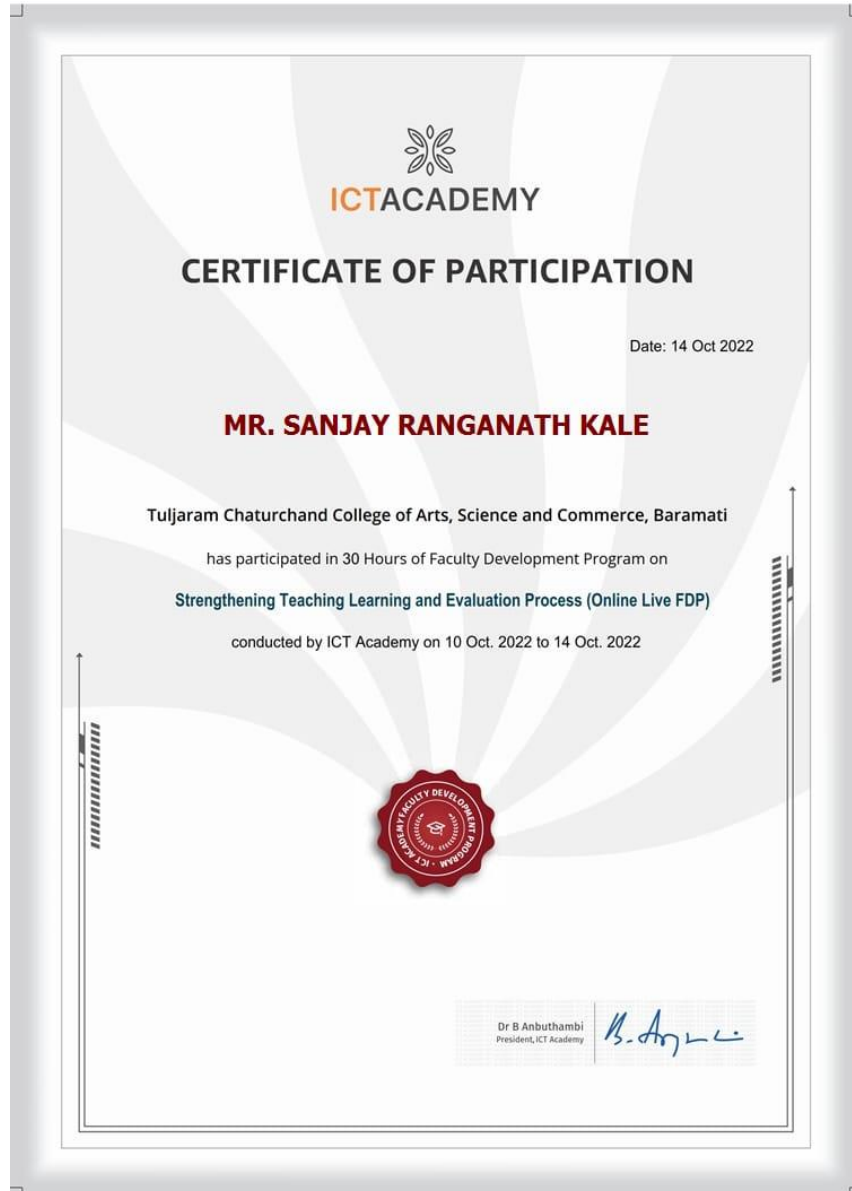 ICTACADEMY
CERTIFICATE OF PARTICIPATION
Date: 14 Oct 2022
MR. SANJAY RANGANATH KALE
Tuljaram Chaturchand College of Arts, Science and Commerce, Baramati
has participated in 30 Hours of Faculty Development Program on
Strengthening Teaching Learning and Evaluation Process (Online Live FDP)
conducted by ICT Academy on 10 Oct. 2022 to 14 Oct. 2022
ICT ACADEMY FACULTY DEVELOPMENT PROGRAM
Dr B Anbuthambi
President, ICT Academy